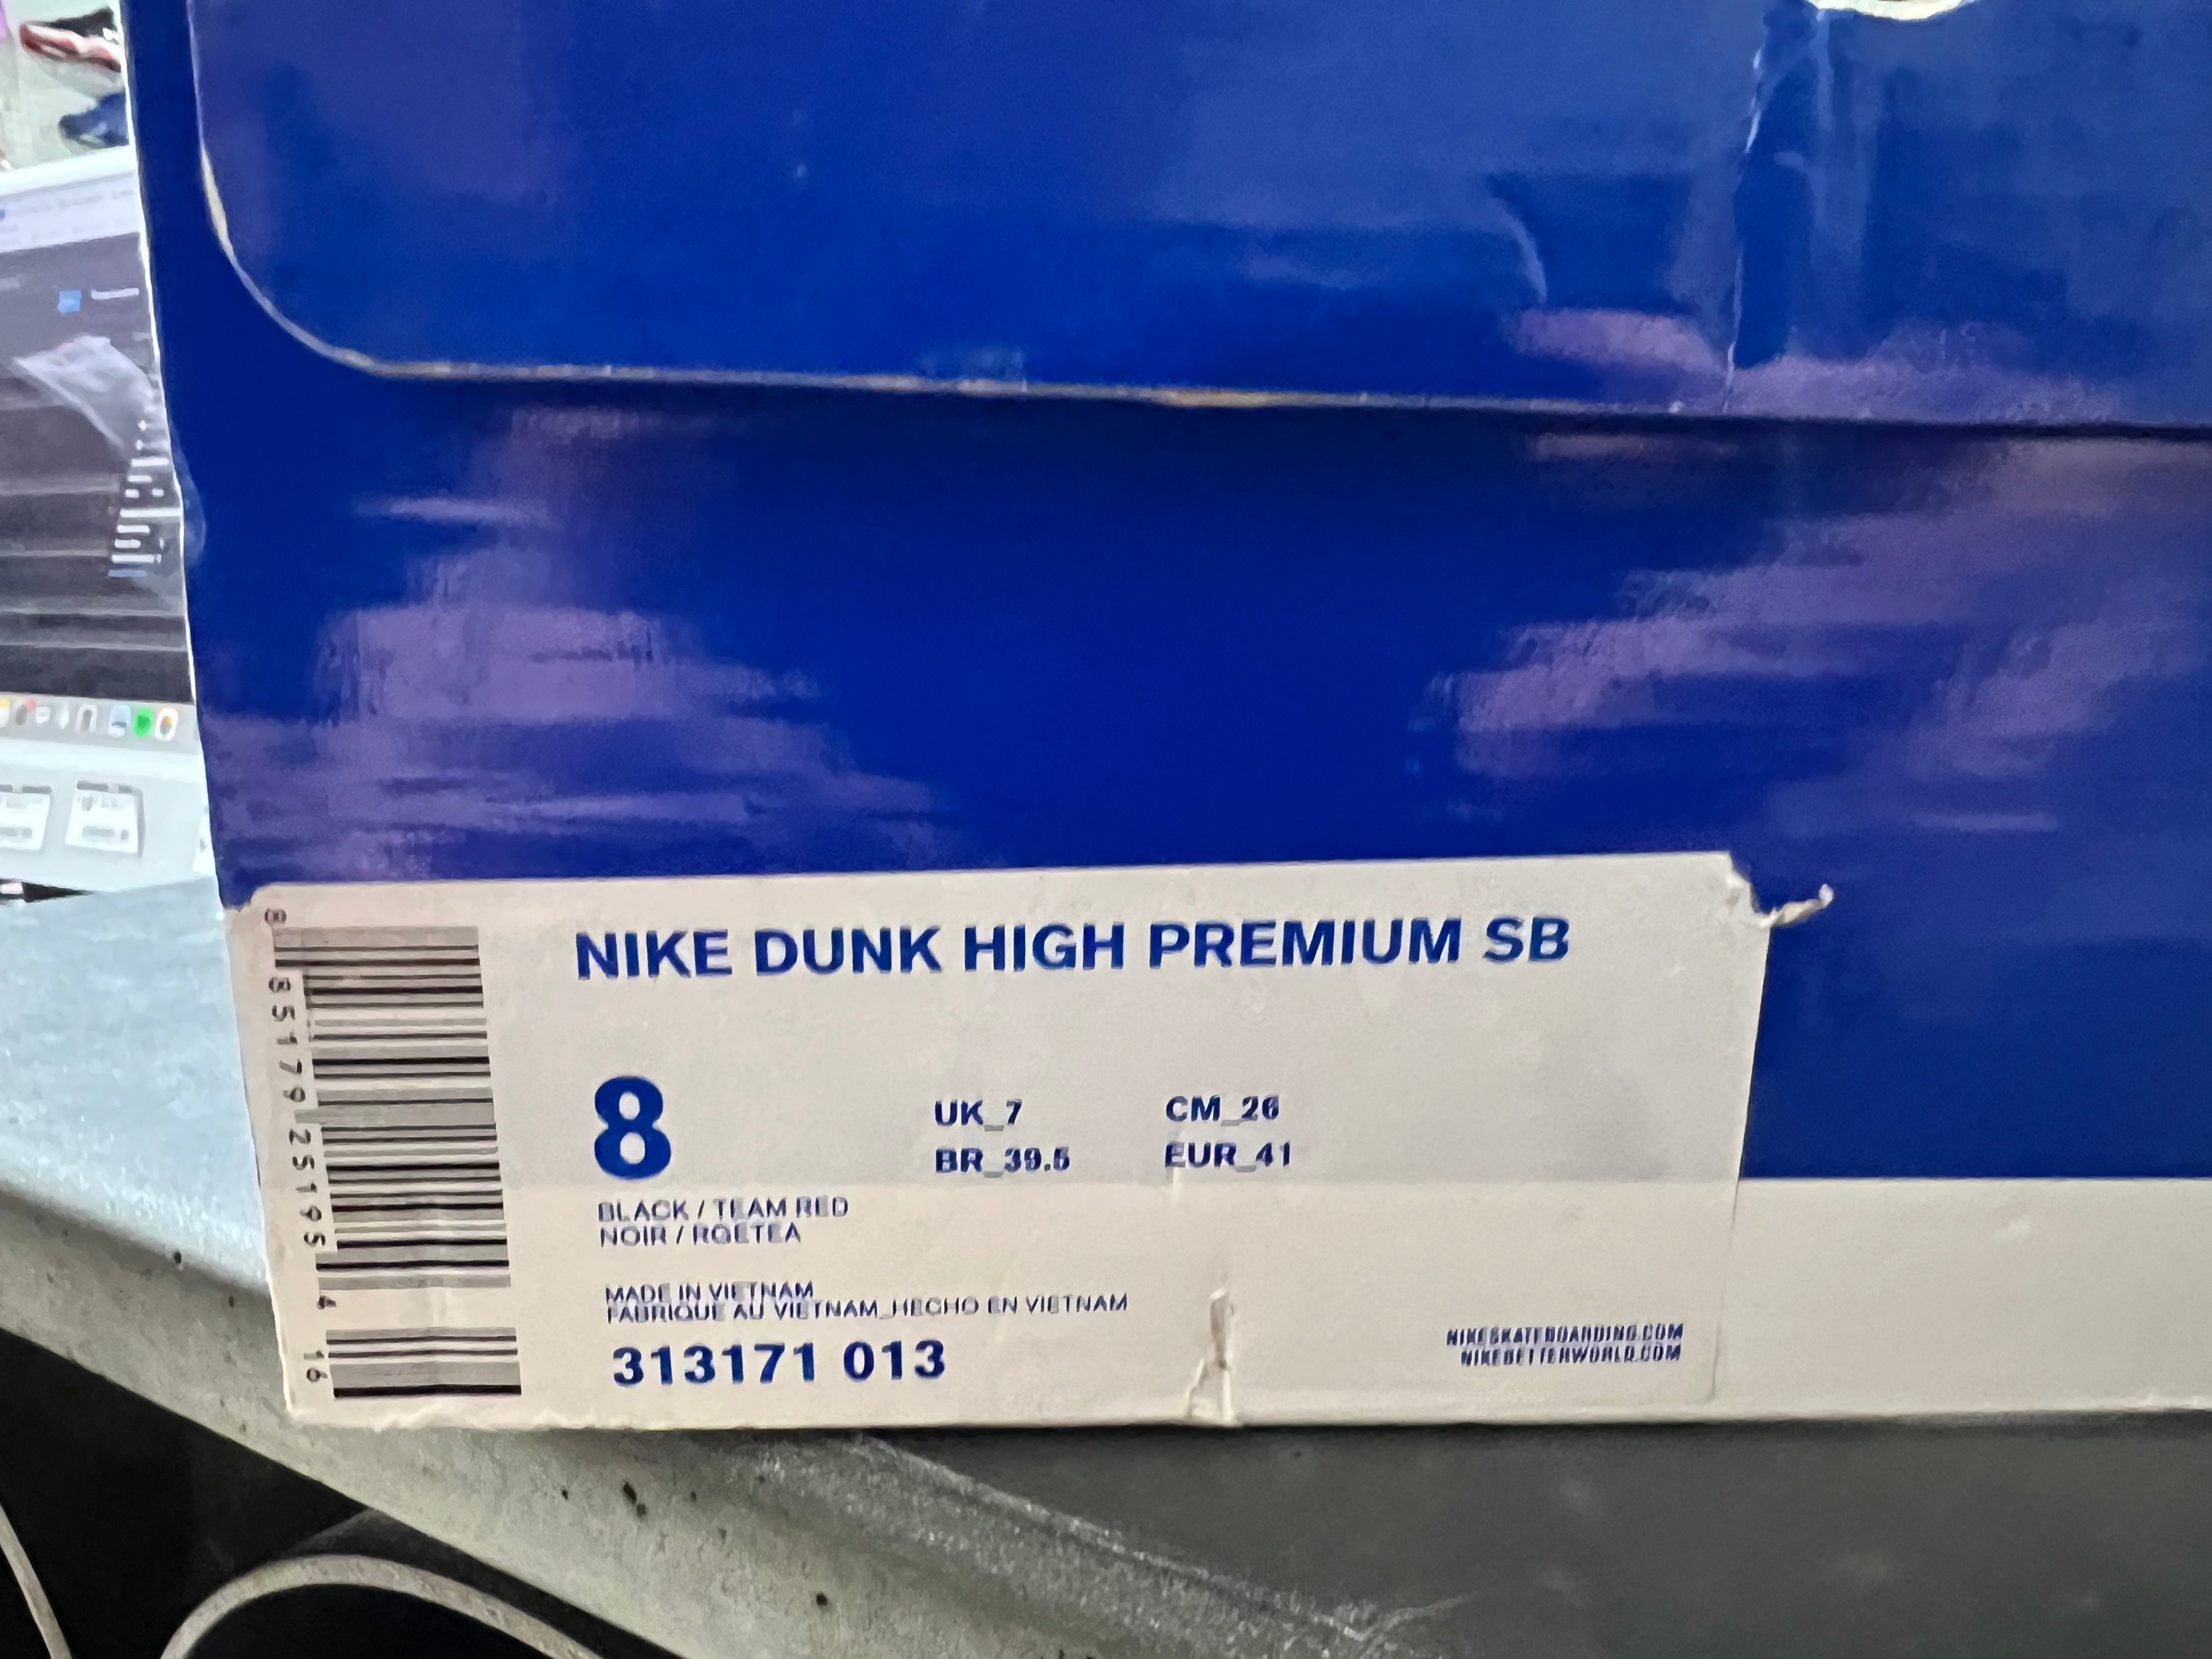 NIKE DUNK HIGH PREMIUM SB
8
UK_7 CM_26
BR_39.5 EUR_41
BLACK / TEAM RED
NOIR / ROETEA
MADE IN VIETNAM
FABRIQUE AU VIETNAM_HECHO EN VIETNAM
313171 013
NIKESKATEBOARDING.COM
NIKEBETTERWORLD.COM
8 85179 25195 4 16